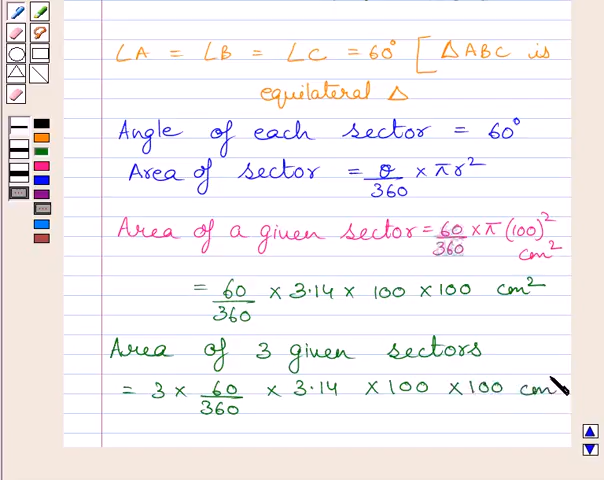 ∠A = ∠B = ∠C = 60° [ΔABC is
equilateral Δ
Angle of each sector = 60°
Area of sector = θ/360 × πr²
Area of a given sector = 60/360 × π (100)² cm²
= 60/360 × 3·14 × 100 × 100 cm²
Area of 3 given sectors
= 3 × 60/360 × 3·14 × 100 × 100 cm